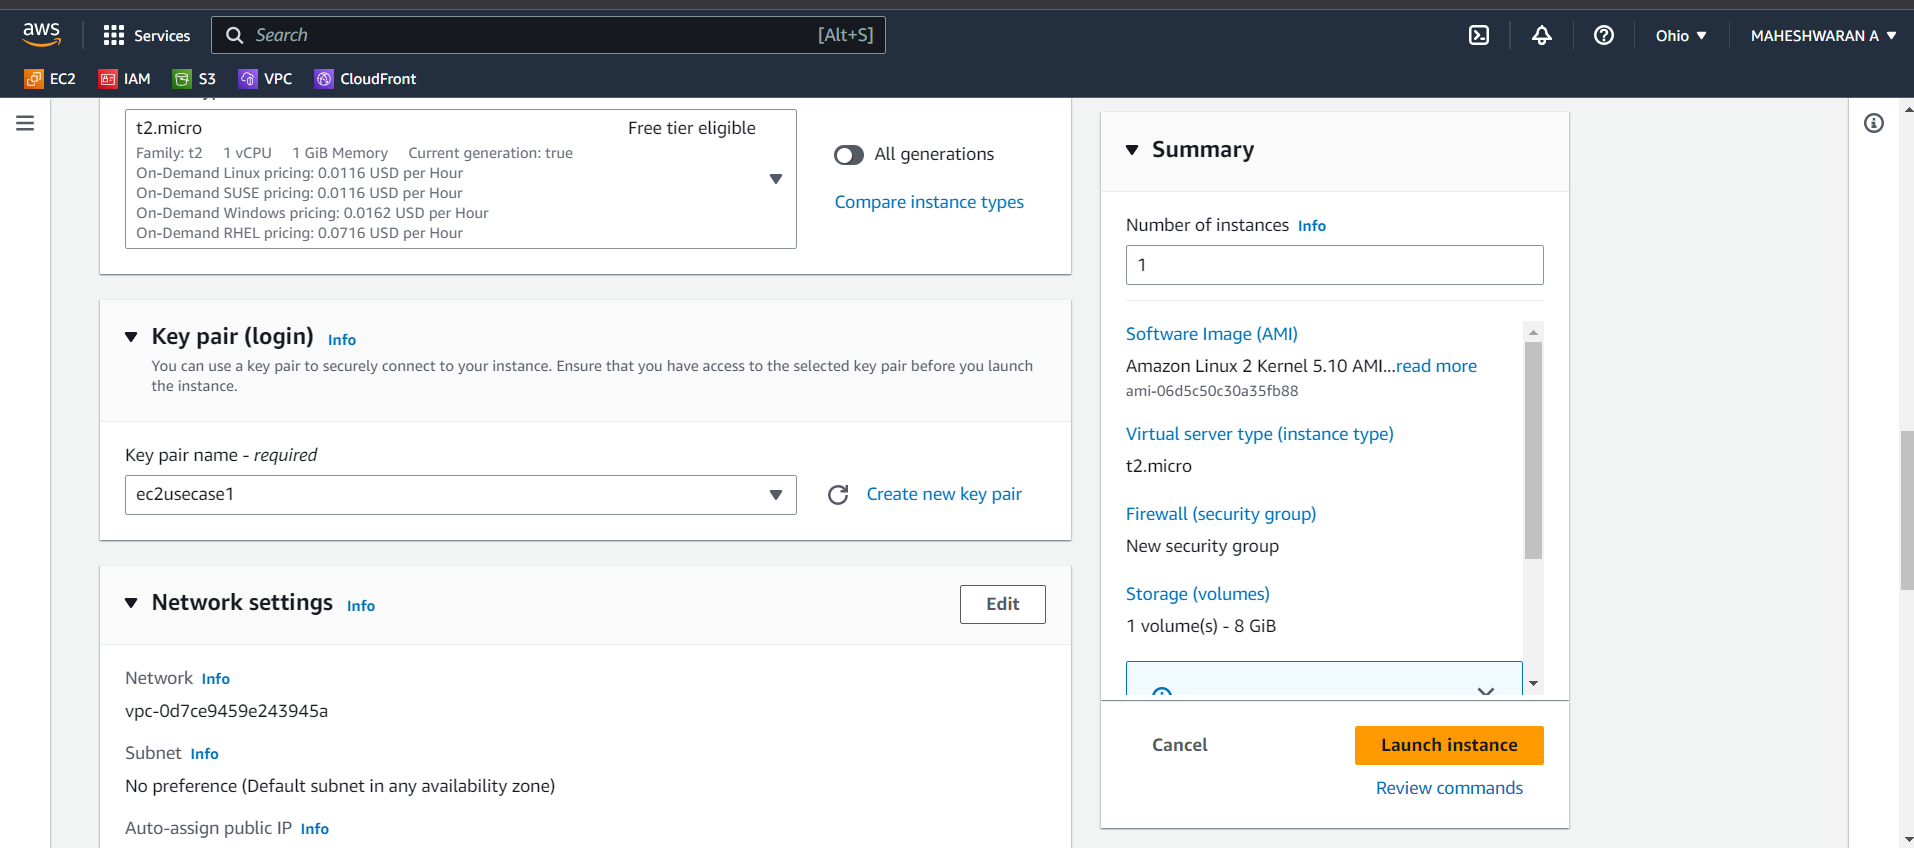 aws
Services
Search
[Alt+S]
Ohio
MAHESHWARAN A
EC2
IAM
S3
VPC
CloudFront
t2.micro
Free tier eligible
Family: t2 1 vCPU 1 GiB Memory Current generation: true
On-Demand Linux pricing: 0.0116 USD per Hour
On-Demand SUSE pricing: 0.0116 USD per Hour
On-Demand Windows pricing: 0.0162 USD per Hour
On-Demand RHEL pricing: 0.0716 USD per Hour
All generations
Compare instance types
Key pair (login) Info
You can use a key pair to securely connect to your instance. Ensure that you have access to the selected key pair before you launch
the instance.
Key pair name - required
ec2usecase1
Create new key pair
Network settings Info
Edit
Network Info
vpc-0d7ce9459e243945a
Subnet Info
No preference (Default subnet in any availability zone)
Auto-assign public IP Info
Summary
Number of instances Info
1
Software Image (AMI)
Amazon Linux 2 Kernel 5.10 AMI...read more
ami-06d5c50c30a35fb88
Virtual server type (instance type)
t2.micro
Firewall (security group)
New security group
Storage (volumes)
1 volume(s) - 8 GiB
Cancel
Launch instance
Review commands